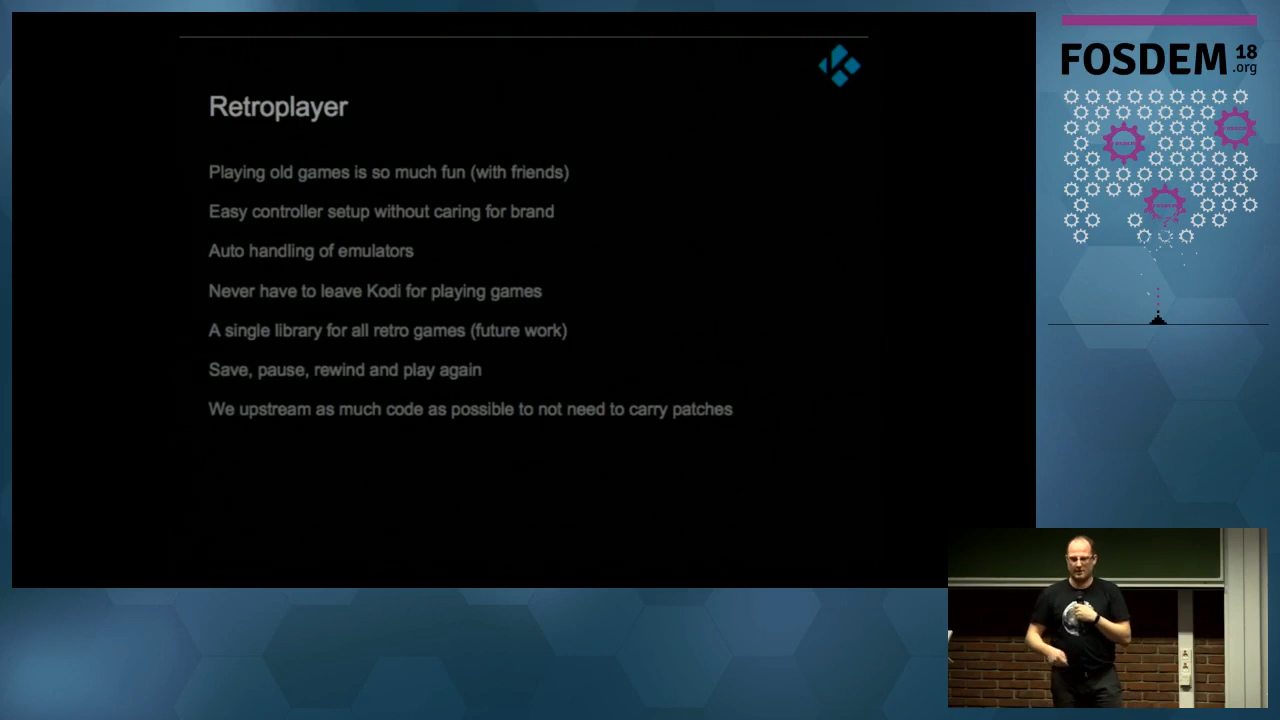 Retroplayer
Playing old games is so much fun (with friends)
Easy controller setup without caring for brand
Auto handling of emulators
Never have to leave Kodi for playing games
A single library for all retro games (future work)
Save, pause, rewind and play again
We upstream as much code as possible to not need to carry patches
FOSDEM 18
.org